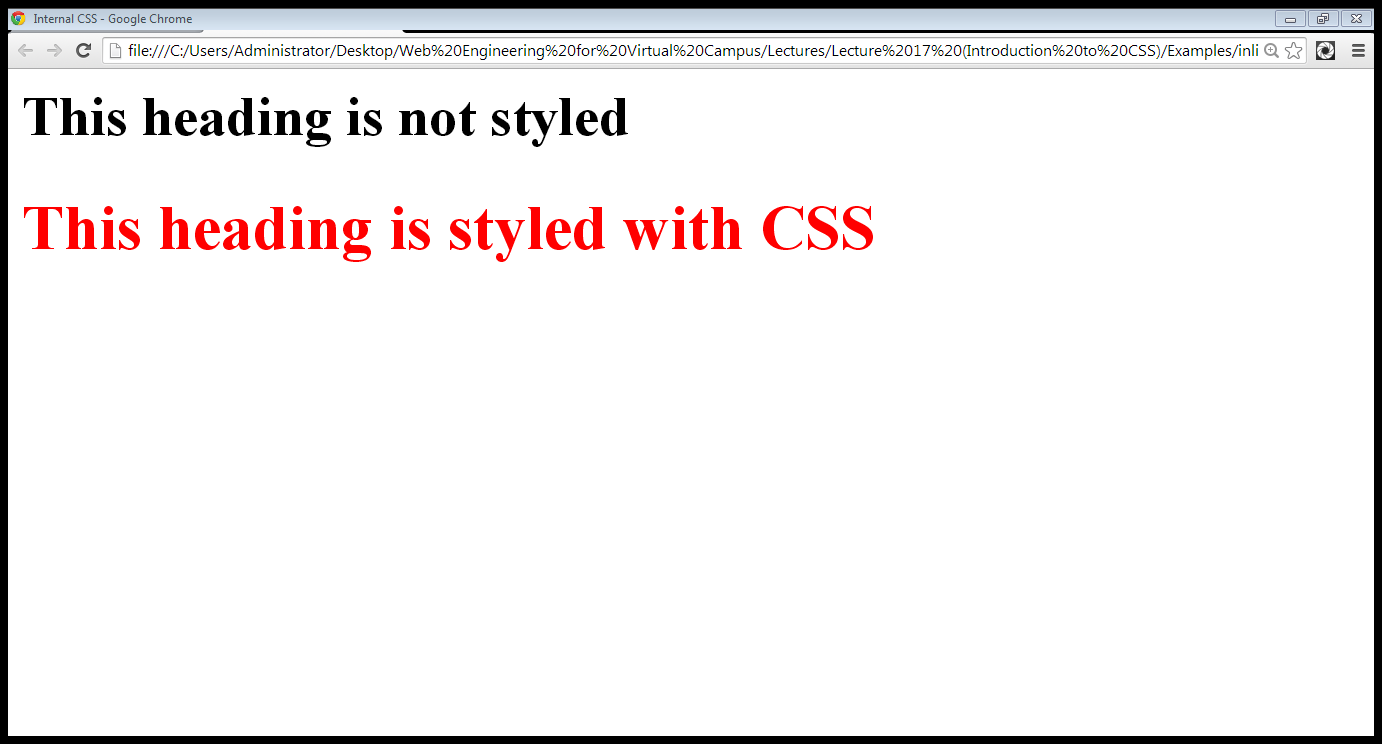 Internal CSS - Google Chrome
file:///C:/Users/Administrator/Desktop/Web%20Engineering%20for%20Virtual%20Campus/Lectures/Lecture%2017%20(Introduction%20to%20CSS)/Examples/inli
This heading is not styled
This heading is styled with CSS